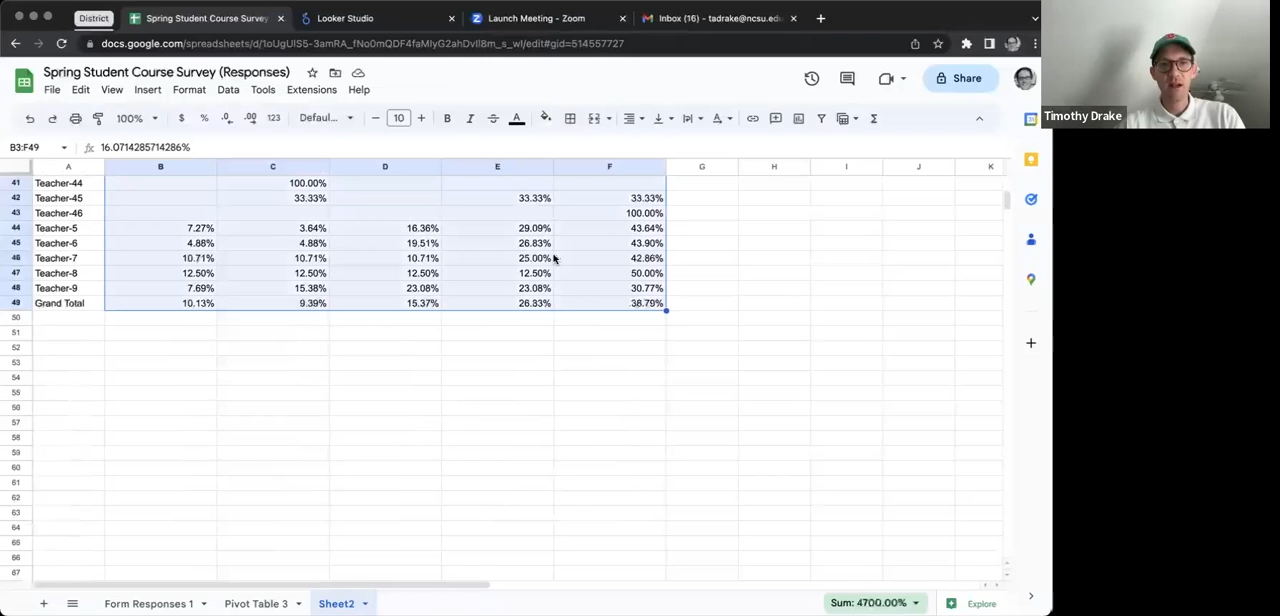 District
Spring Student Course Survey
Looker Studio
Launch Meeting - Zoom
Inbox (16) - tadrake@ncsu.edu
docs.google.com/spreadsheets/d/1oUgUIS5-3amRA_fNo0mQDF4faMIyG2ahDvIl8m_s_wI/edit#gid=514557727
Spring Student Course Survey (Responses)
File Edit View Insert Format Data Tools Extensions Help
Share
Timothy Drake
100% $ % .0 .00 123 Defaul... 10 B I A
B3:F49 fx 16.0714285714286%
A B C D E F G H I J K
41 Teacher-44 100.00%
42 Teacher-45 33.33% 33.33% 33.33%
43 Teacher-46 100.00%
44 Teacher-5 7.27% 3.64% 16.36% 29.09% 43.64%
45 Teacher-6 4.88% 4.88% 19.51% 26.83% 43.90%
46 Teacher-7 10.71% 10.71% 10.71% 25.00% 42.86%
47 Teacher-8 12.50% 12.50% 12.50% 12.50% 50.00%
48 Teacher-9 7.69% 15.38% 23.08% 23.08% 30.77%
49 Grand Total 10.13% 9.39% 15.37% 26.83% 38.79%
50
51
52
53
54
55
56
57
58
59
60
61
62
63
64
65
66
67
Form Responses 1
Pivot Table 3
Sheet2
Sum: 4700.00%
Explore